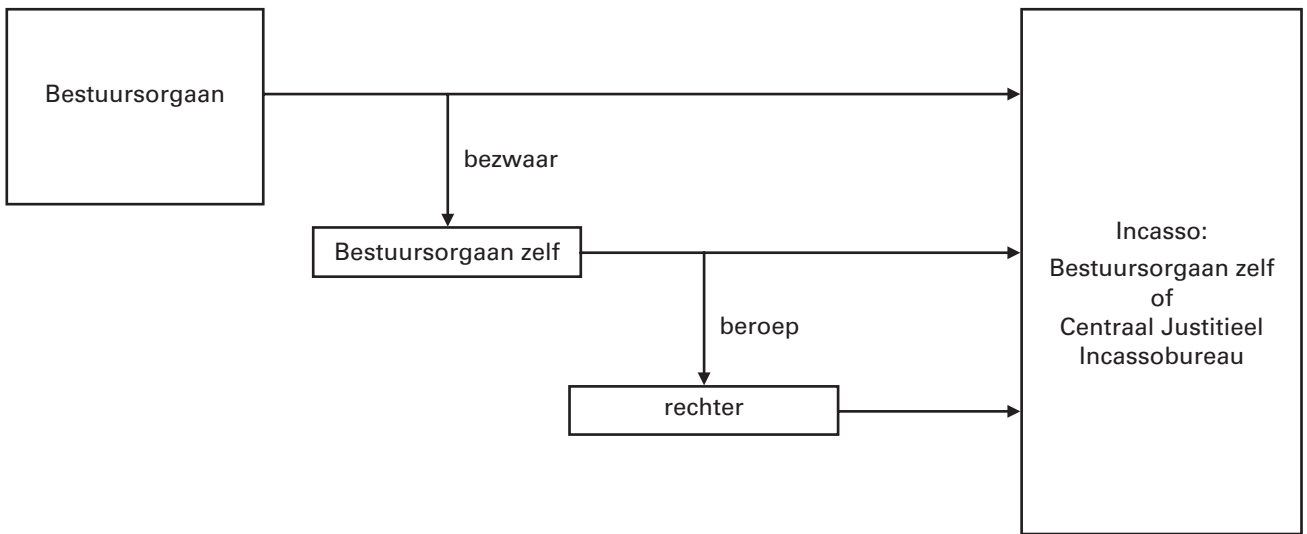 Bestuursorgaan
bezwaar
Bestuursorgaan zelf
beroep
rechter
Incasso:
Bestuursorgaan zelf
of
Centraal Justitieel
Incassobureau